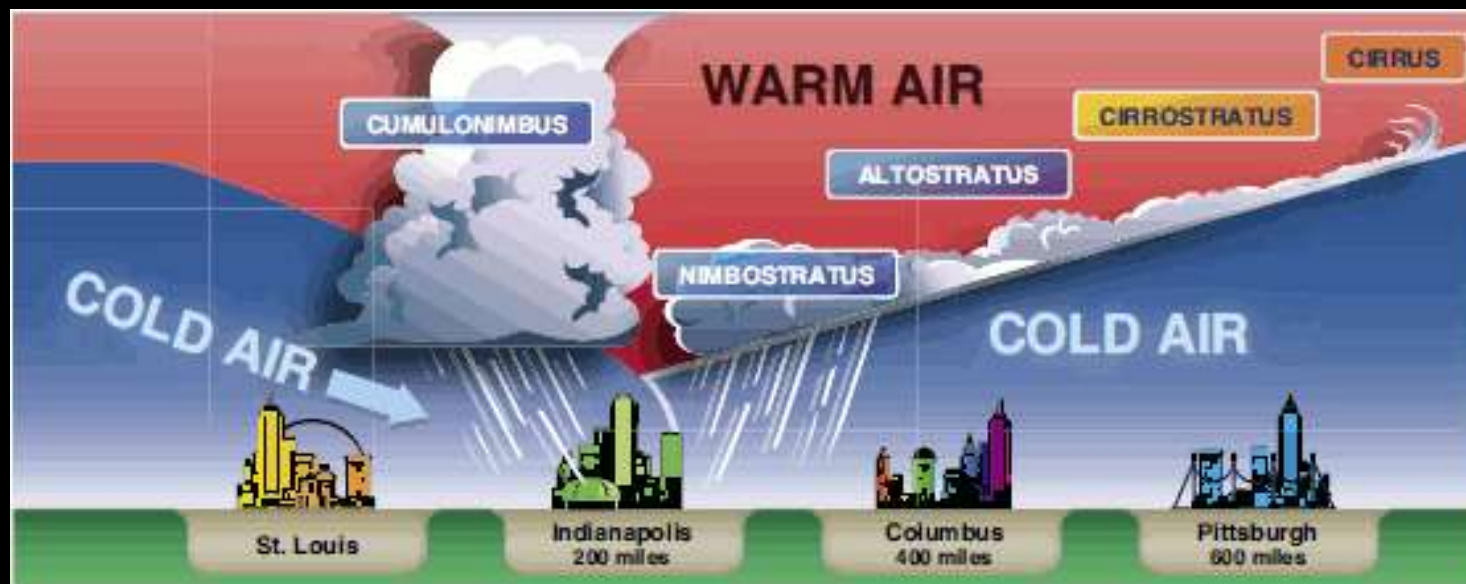 WARM AIR
CIRRUS
CUMULONIMBUS
CIRROSTRATUS
ALTOSTRATUS
NIMBOSTRATUS
COLD AIR
COLD AIR
St. Louis
Indianapolis
200 miles
Columbus
400 miles
Pittsburgh
600 miles